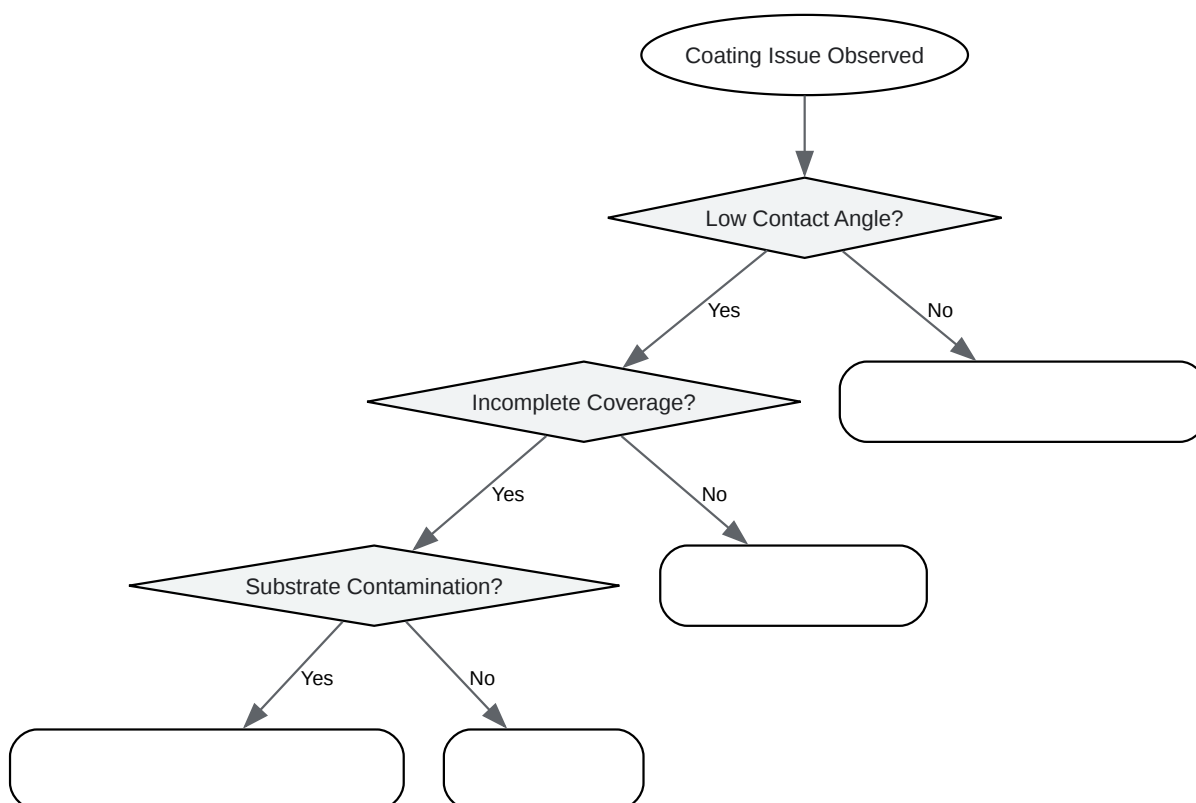 Coating Issue Observed
Low Contact Angle?
Yes
No
Incomplete Coverage?
Yes
No
Substrate Contamination?
Yes
No